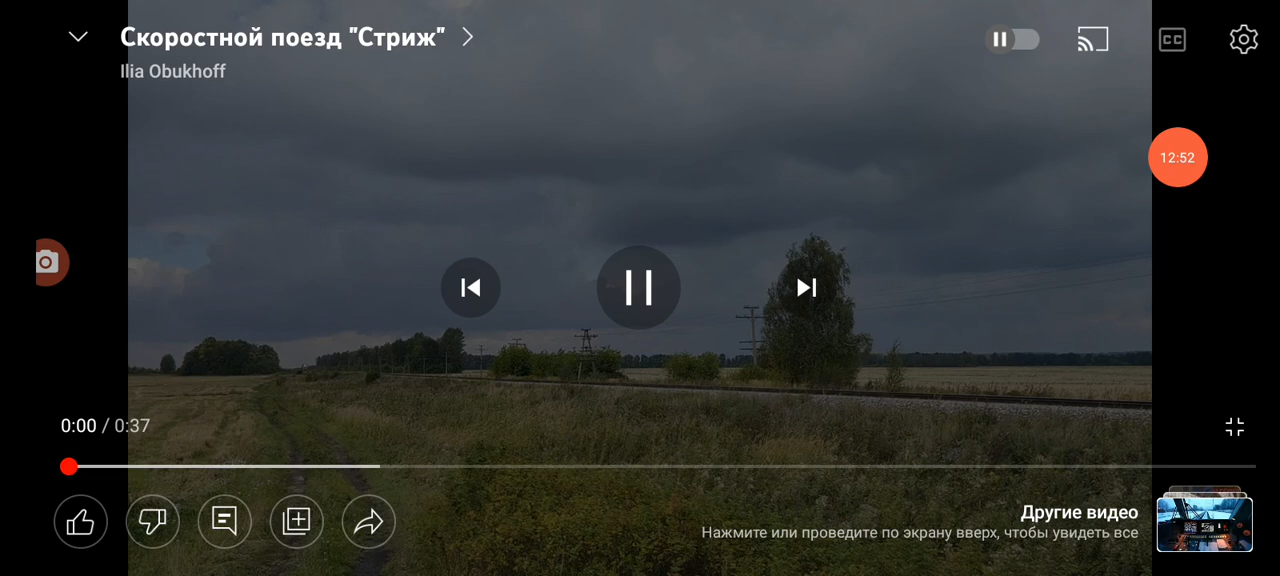 Скоростной поезд "Стриж"
Ilia Obukhoff
CC
12:52
0:00 / 0:37
Другие видео
Нажмите или проведите по экрану вверх, чтобы увидеть все